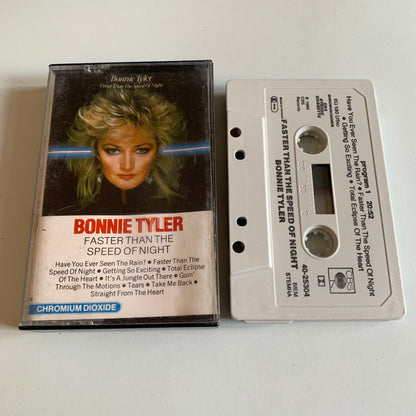 Bonnie Tyler
Faster Than The Speed Of Night
BONNIE TYLER
FASTER THAN THE
SPEED OF NIGHT
Have You Ever Seen The Rain? • Faster Than The
Speed Of Night • Getting So Exciting • Total Eclipse
Of The Heart • It's A Jungle Out There • Goin'
Through The Motions • Tears • Take Me Back •
Straight From The Heart
CHROMIUM DIOXIDE
program 1 20:52
Have You Ever Seen The Rain? • Faster Than The Speed Of Night
• Getting So Exciting • Total Eclipse Of The Heart
FASTER THAN THE SPEED OF NIGHT
BONNIE TYLER
40-25304
BIEM
STEMRA
CBS